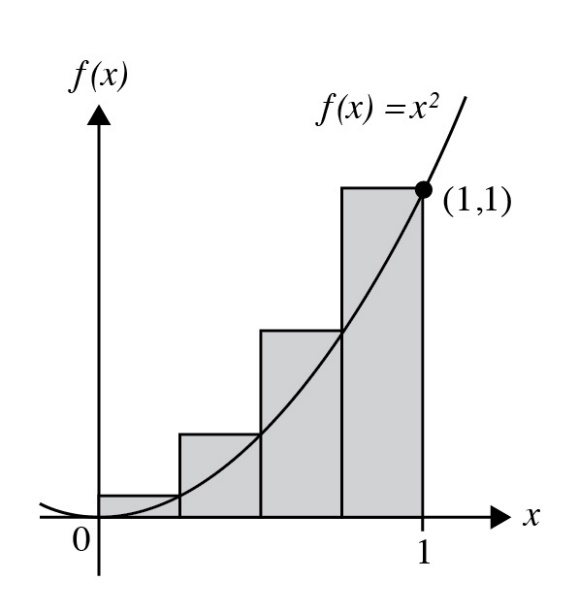 f(x)
f(x) = x²
(1,1)
x
0
1